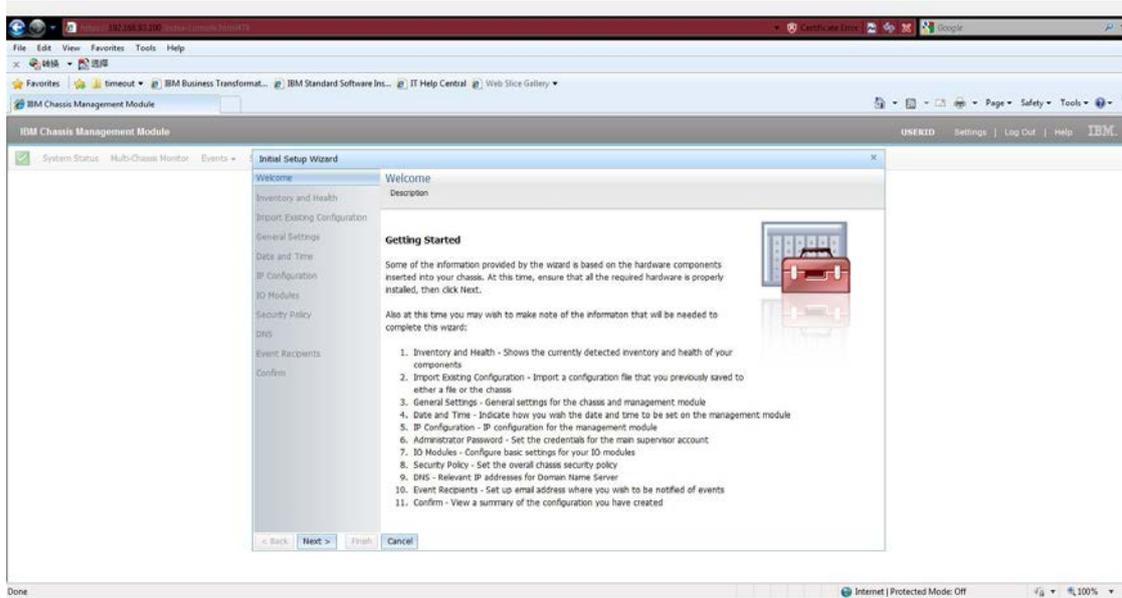 192.168.93.200
Certificate Error
Google
File Edit View Favorites Tools Help
x 轉換 選擇
Favorites timeout IBM Business Transformat... IBM Standard Software Ins... IT Help Central Web Slice Gallery
IBM Chassis Management Module
Page Safety Tools
IBM Chassis Management Module
USERID Settings | Log Out | Help IBM.
System Status Multi-Chassis Monitor Events
Initial Setup Wizard x
Welcome
Inventory and Health
Import Existing Configuration
General Settings
Date and Time
IP Configuration
IO Modules
Security Policy
DNS
Event Recipients
Confirm
Welcome
Description
Getting Started
Some of the information provided by the wizard is based on the hardware components
inserted into your chassis. At this time, ensure that all the required hardware is properly
installed, then click Next.
Also at this time you may wish to make note of the informaton that will be needed to
complete this wizard:
1. Inventory and Health - Shows the currently detected inventory and health of your
components
2. Import Existing Configuration - Import a configuration file that you previously saved to
either a file or the chassis
3. General Settings - General settings for the chassis and management module
4. Date and Time - Indicate how you wish the date and time to be set on the management module
5. IP Configuration - IP configuration for the management module
6. Administrator Password - Set the credentials for the main supervisor account
7. IO Modules - Configure basic settings for your IO modules
8. Security Policy - Set the overall chassis security policy
9. DNS - Relevant IP addresses for Domain Name Server
10. Event Recipients - Set up email address where you wish to be notified of events
11. Confirm - View a summary of the configuration you have created
< Back Next > Finish Cancel
Done
Internet | Protected Mode: Off
100%